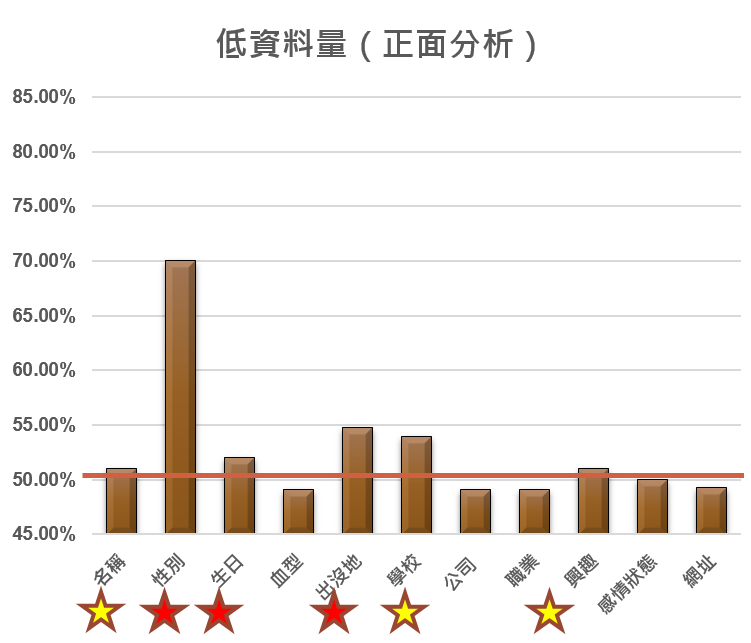 低資料量（正面分析）
85.00%
80.00%
75.00%
70.00%
65.00%
60.00%
55.00%
50.00%
45.00%
名稱
性別
生日
血型
出沒地
學校
公司
職業
興趣
感情狀態
網址